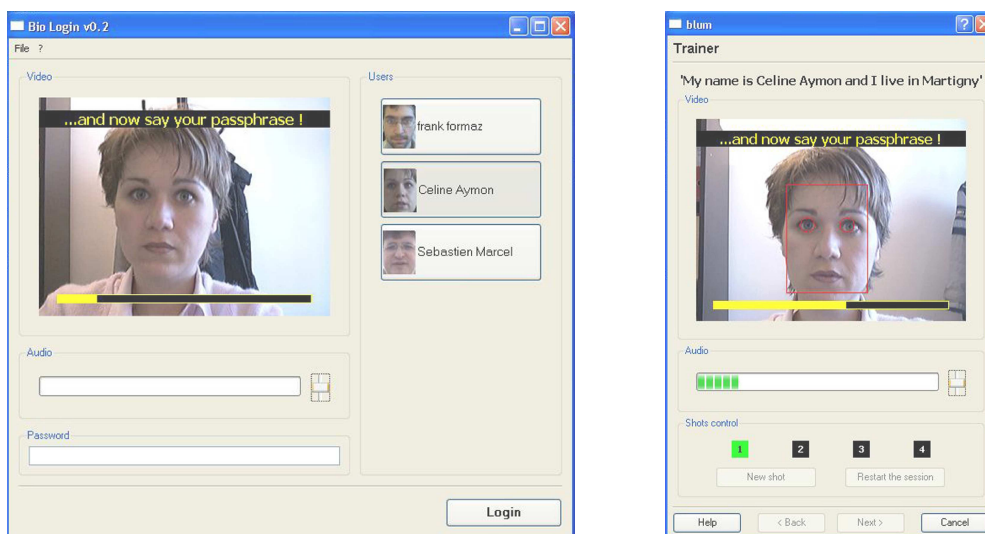 Bio Login v0.2
File ?
Video
...and now say your passphrase !
Audio
Password
Users
frank formaz
Celine Aymon
Sebastien Marcel
Login
blum
Trainer
'My name is Celine Aymon and I live in Martigny'
Video
...and now say your passphrase !
Audio
Shots control
1 2 3 4
New shot Restart the session
Help < Back Next > Cancel